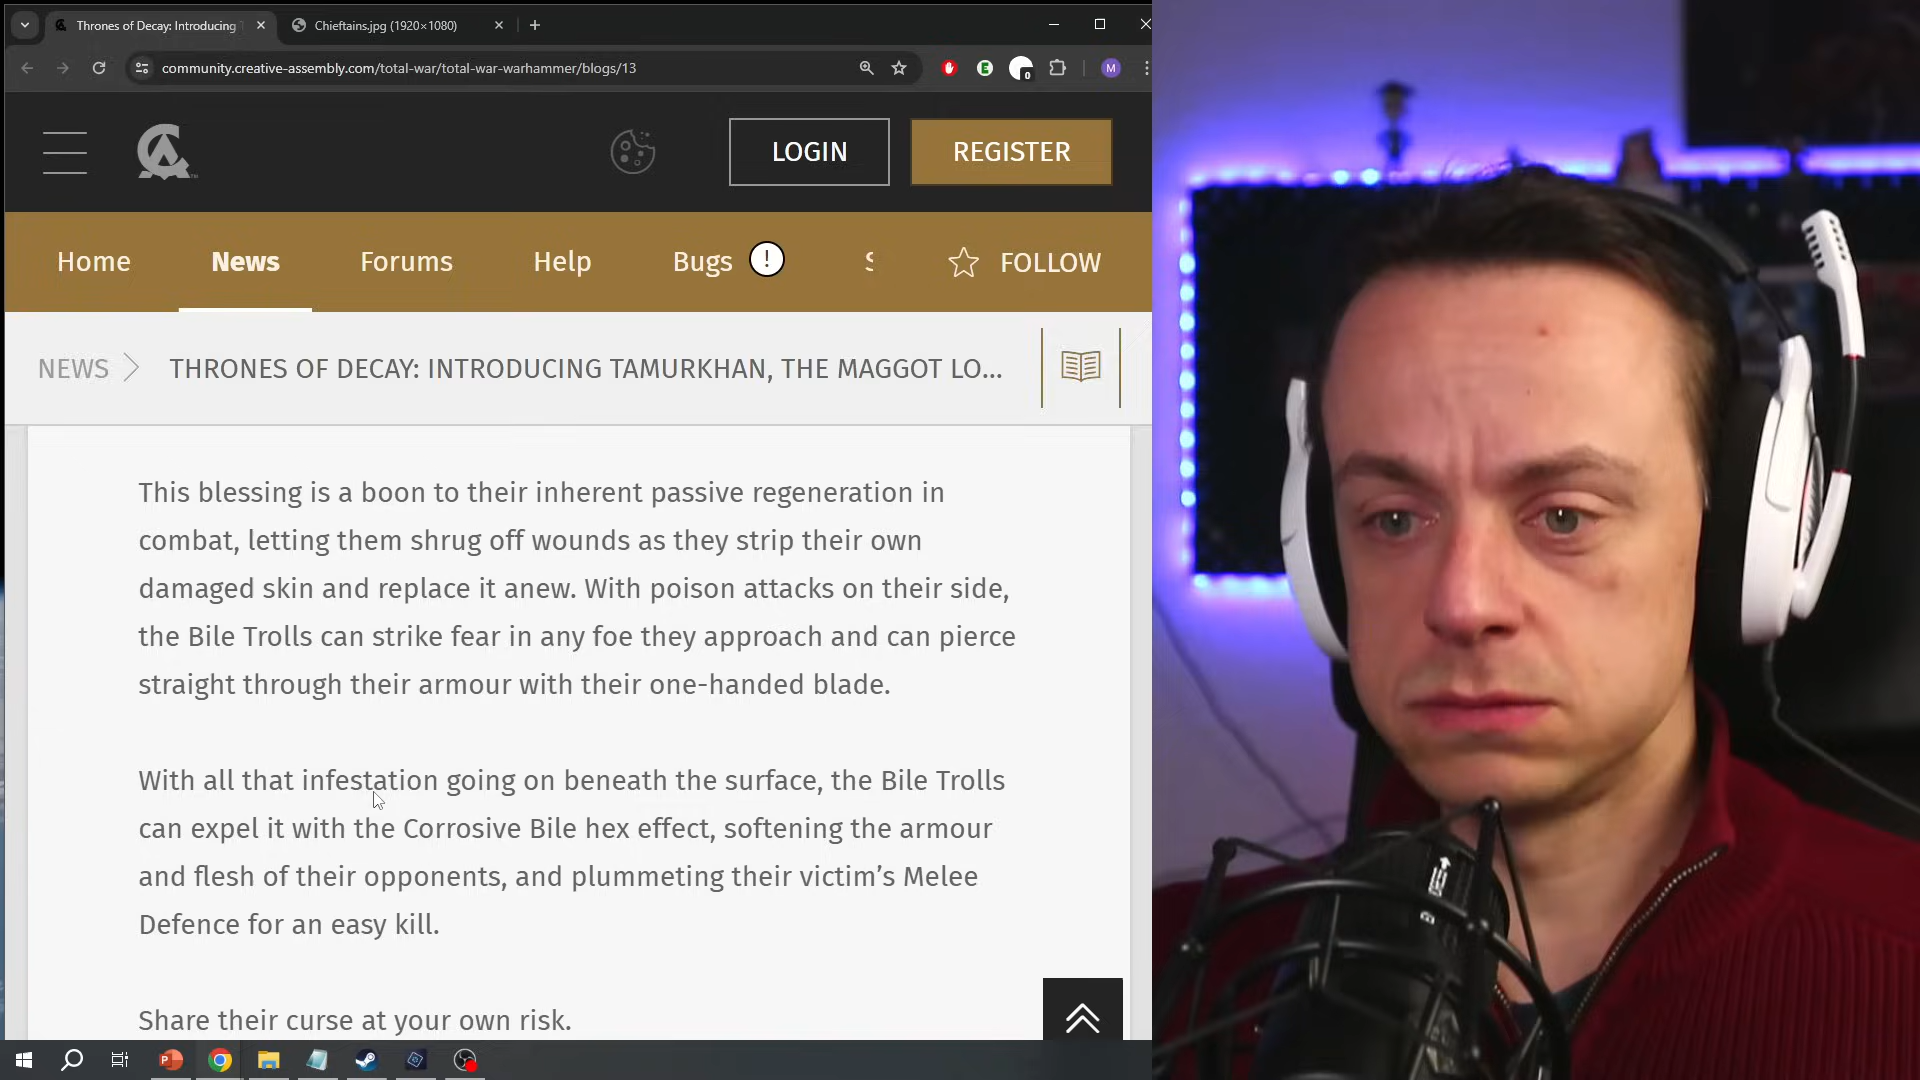 Thrones of Decay: Introducing
Chieftains.jpg (1920×1080)
community.creative-assembly.com/total-war/total-war-warhammer/blogs/13
0
M
LOGIN
REGISTER
Home
News
Forums
Help
Bugs
!
FOLLOW
NEWS
THRONES OF DECAY: INTRODUCING TAMURKHAN, THE MAGGOT LO...
This blessing is a boon to their inherent passive regeneration in
combat, letting them shrug off wounds as they strip their own
damaged skin and replace it anew. With poison attacks on their side,
the Bile Trolls can strike fear in any foe they approach and can pierce
straight through their armour with their one-handed blade.
With all that infestation going on beneath the surface, the Bile Trolls
can expel it with the Corrosive Bile hex effect, softening the armour
and flesh of their opponents, and plummeting their victim’s Melee
Defence for an easy kill.
Share their curse at your own risk.